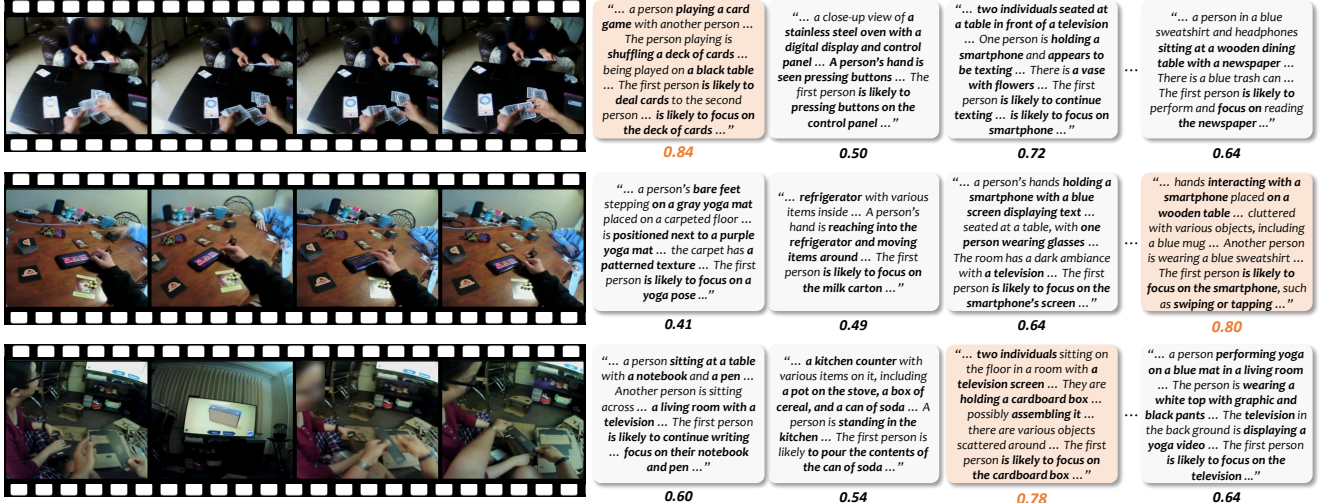 “... a person playing a card
game with another person ...
The person playing is
shuffling a deck of cards ...
being played on a black table
... The first person is likely to
deal cards to the second
person ... is likely to focus on
the deck of cards ...”
0.84
“... a close-up view of a
stainless steel oven with a
digital display and control
panel ... A person’s hand is
seen pressing buttons ... The
first person is likely to
pressing buttons on the
control panel ...”
0.50
“... two individuals seated at
a table in front of a television
... One person is holding a
smartphone and appears to
be texting ... There is a vase
with flowers ... The first
person is likely to continue
texting ... is likely to focus on
smartphone ...”
0.72
...
“... a person in a blue
sweatshirt and headphones
sitting at a wooden dining
table with a newspaper ...
There is a blue trash can ...
The first person is likely to
perform and focus on reading
the newspaper ...”
0.64
“... a person’s bare feet
stepping on a gray yoga mat
placed on a carpeted floor ...
is positioned next to a purple
yoga mat ... the carpet has a
patterned texture ... The first
person is likely to focus on a
yoga pose ...”
0.41
“... refrigerator with various
items inside ... A person’s
hand is reaching into the
refrigerator and moving
items around ... The first
person is likely to focus on
the milk carton ...”
0.49
“... a person’s hands holding a
smartphone with a blue
screen displaying text ...
seated at a table, with one
person wearing glasses ...
The room has a dark ambiance
with a television ... The first
person is likely to focus on the
smartphone’s screen ...”
0.64
...
“... hands interacting with a
smartphone placed on a
wooden table ... cluttered
with various objects, including
a blue mug ... Another person
is wearing a blue sweatshirt ...
The first person is likely to
focus on the smartphone, such
as swiping or tapping ...”
0.80
“... a person sitting at a table
with a notebook and a pen ...
Another person is sitting
across ... a living room with a
television ... The first person
is likely to continue writing
... focus on their notebook
and pen ...”
0.60
“... a kitchen counter with
various items on it, including
a pot on the stove, a box of
cereal, and a can of soda ... A
person is standing in the
kitchen ... The first person is
likely to pour the contents of
the can of soda ...”
0.54
“... two individuals sitting on
the floor in a room with a
television screen ... They are
holding a cardboard box ...
possibly assembling it ...
there are various objects
scattered around ... The first
person is likely to focus on
the cardboard box ...”
0.78
...
“... a person performing yoga
on a blue mat in a living room
... The person is wearing a
white top with graphic and
black pants ... The television in
the back ground is displaying a
yoga video ... The first person
is likely to focus on the
television ...”
0.64